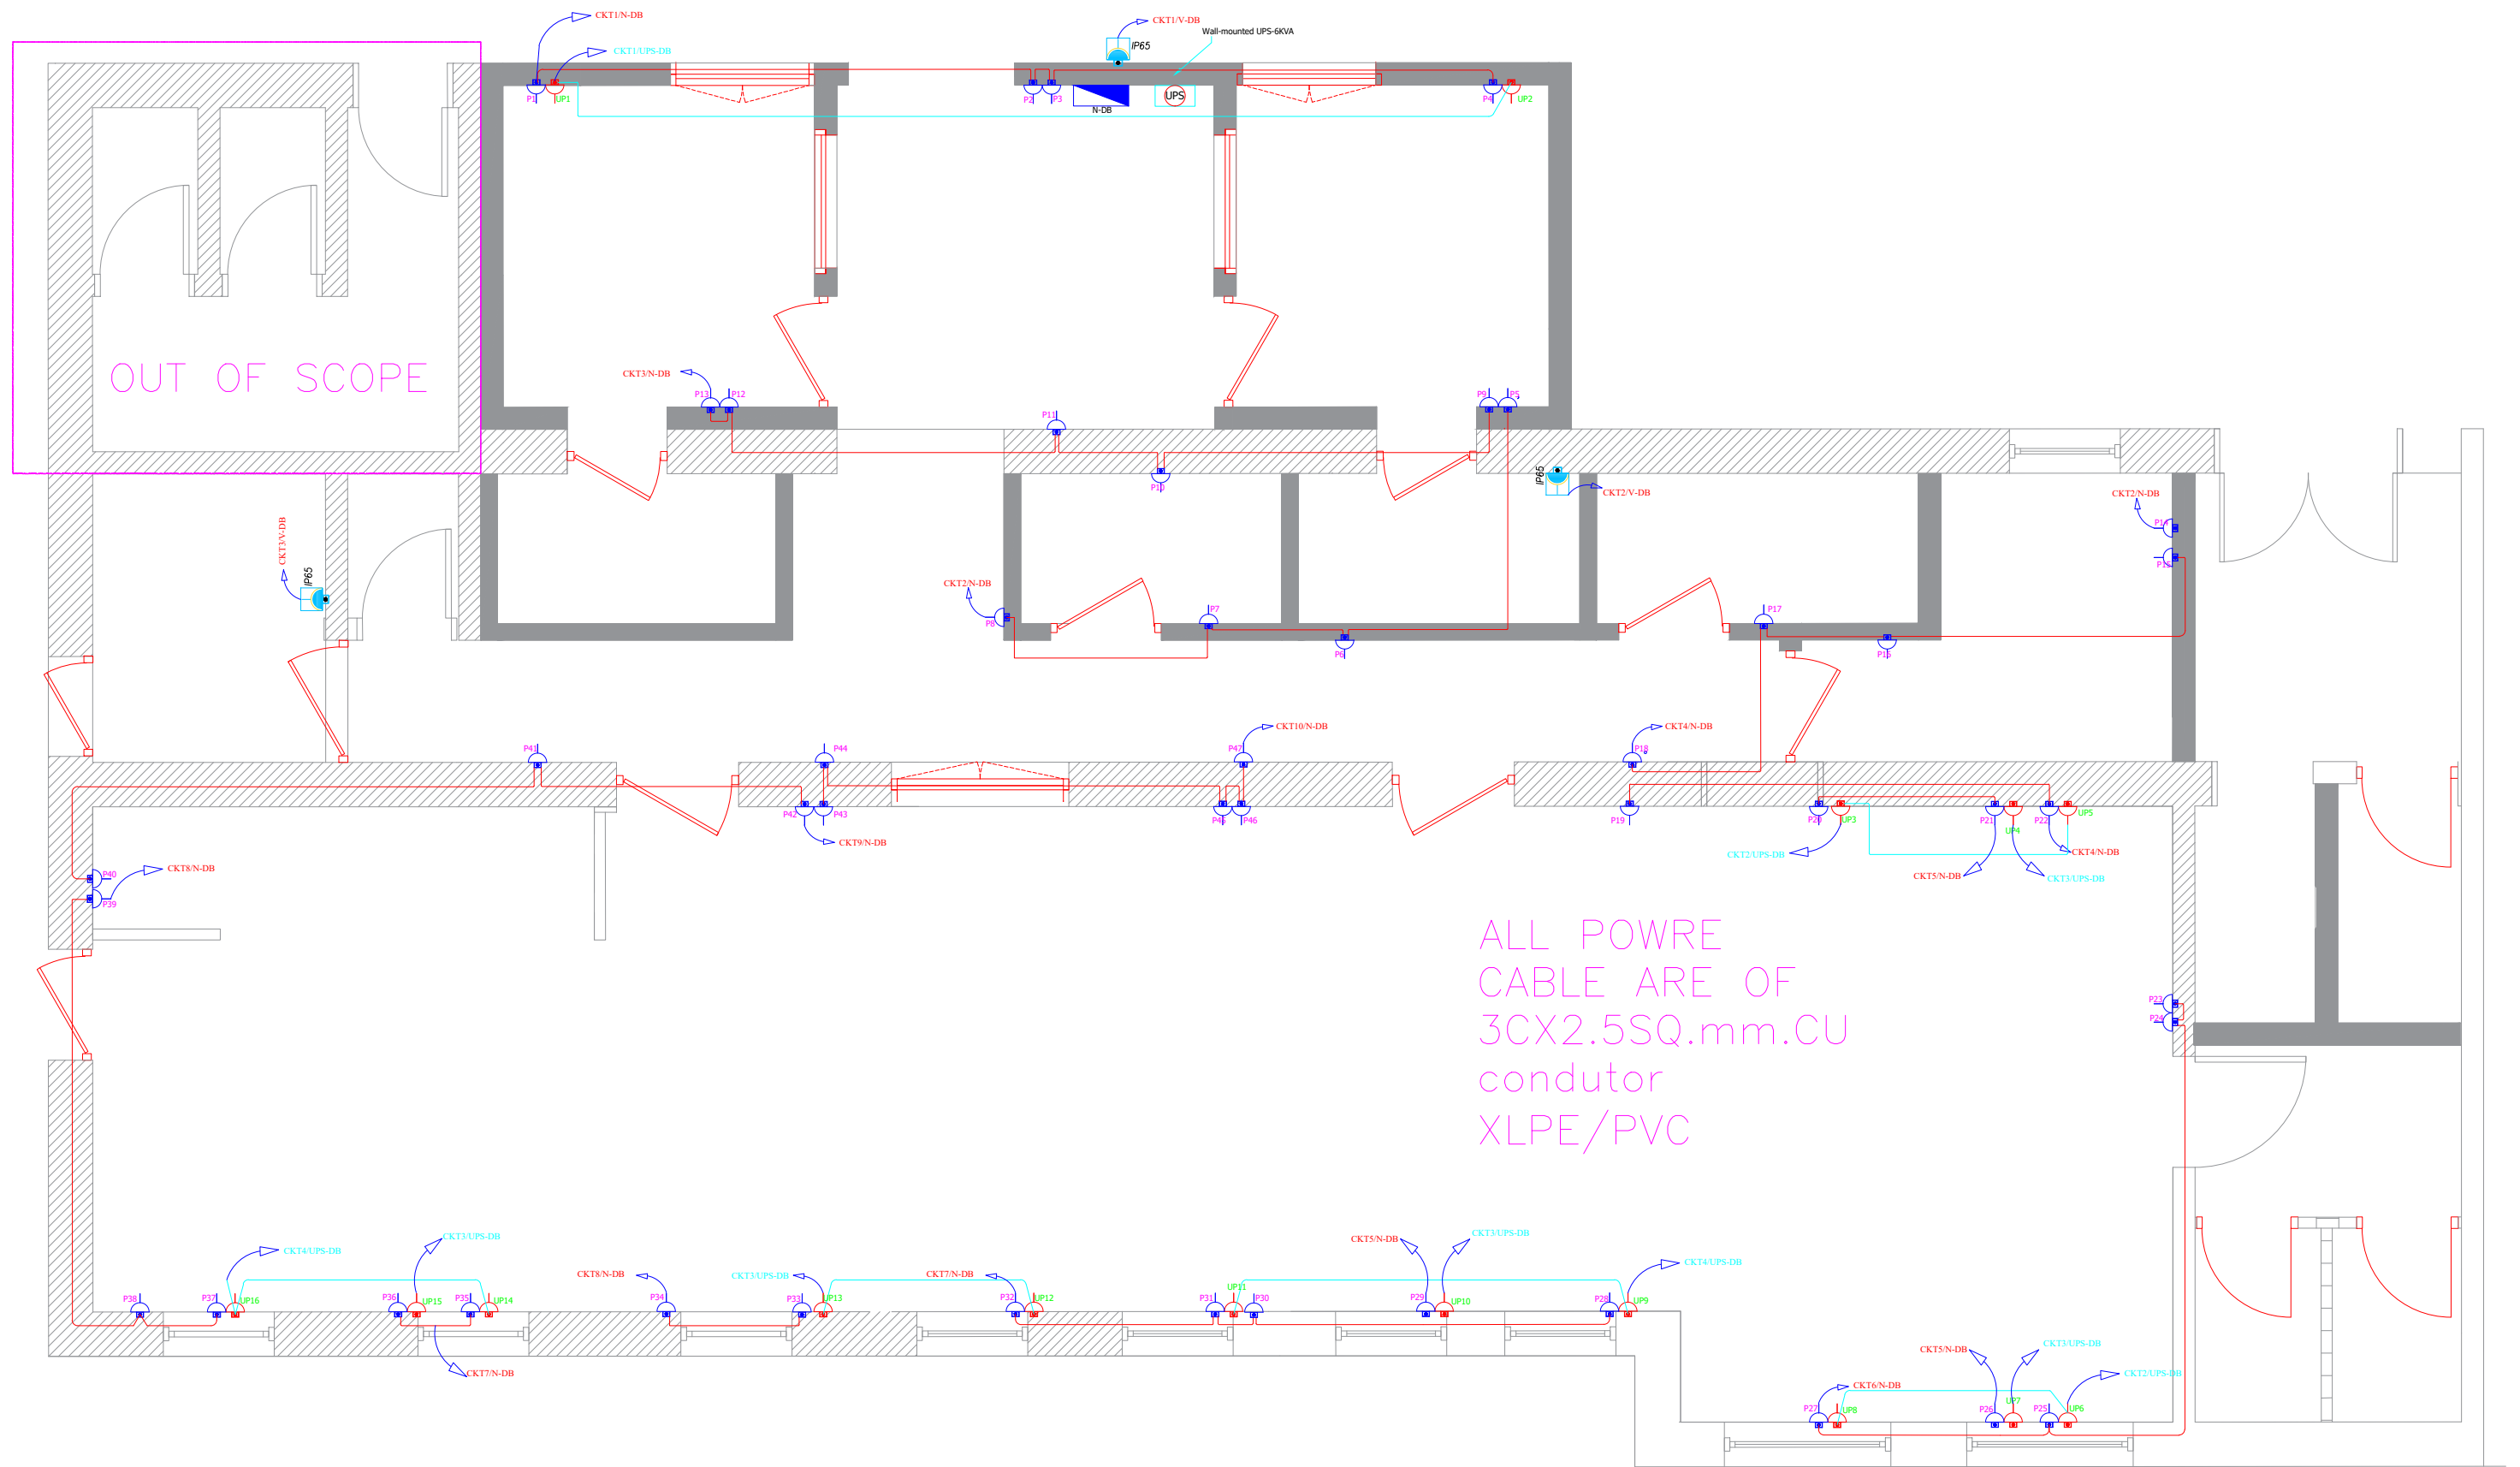 CKT1/N-DB
CKT1/V-DB
Wall-mounted UPS-6KVA
IP65
CKT1/UPS-DB
P1
UP1
P2
P3
N-DB
UPS
P4
UP2
OUT OF SCOPE
CKT3/N-DB
P13
P12
P11
P9
P5
P10
IP65
CKT2/V-DB
CKT2/N-DB
P14
P15
CKT3/V-DB
IP65
CKT2/N-DB
P8
P7
P6
P17
P16
P41
P44
P47
CKT10/N-DB
P18
CKT4/N-DB
P42
P43
P45
P46
P19
P20
UP3
P21
UP4
P22
UP5
CKT9/N-DB
CKT2/UPS-DB
CKT4/N-DB
CKT8/N-DB
P40
P39
CKT5/N-DB
CKT3/UPS-DB
ALL POWRE
CABLE ARE OF
3CX2.5SQ.mm.CU
condutor
XLPE/PVC
P23
P24
CKT4/UPS-DB
CKT3/UPS-DB
CKT8/N-DB
CKT3/UPS-DB
CKT7/N-DB
CKT5/N-DB
CKT3/UPS-DB
CKT4/UPS-DB
P38
P37
UP16
P36
UP15
P35
UP14
P34
P33
UP13
P32
UP12
P31
UP11
P30
P29
UP10
P28
UP9
CKT7/N-DB
CKT5/N-DB
CKT3/UPS-DB
CKT6/N-DB
CKT2/UPS-DB
P27
UP8
P26
UP7
P25
UP6